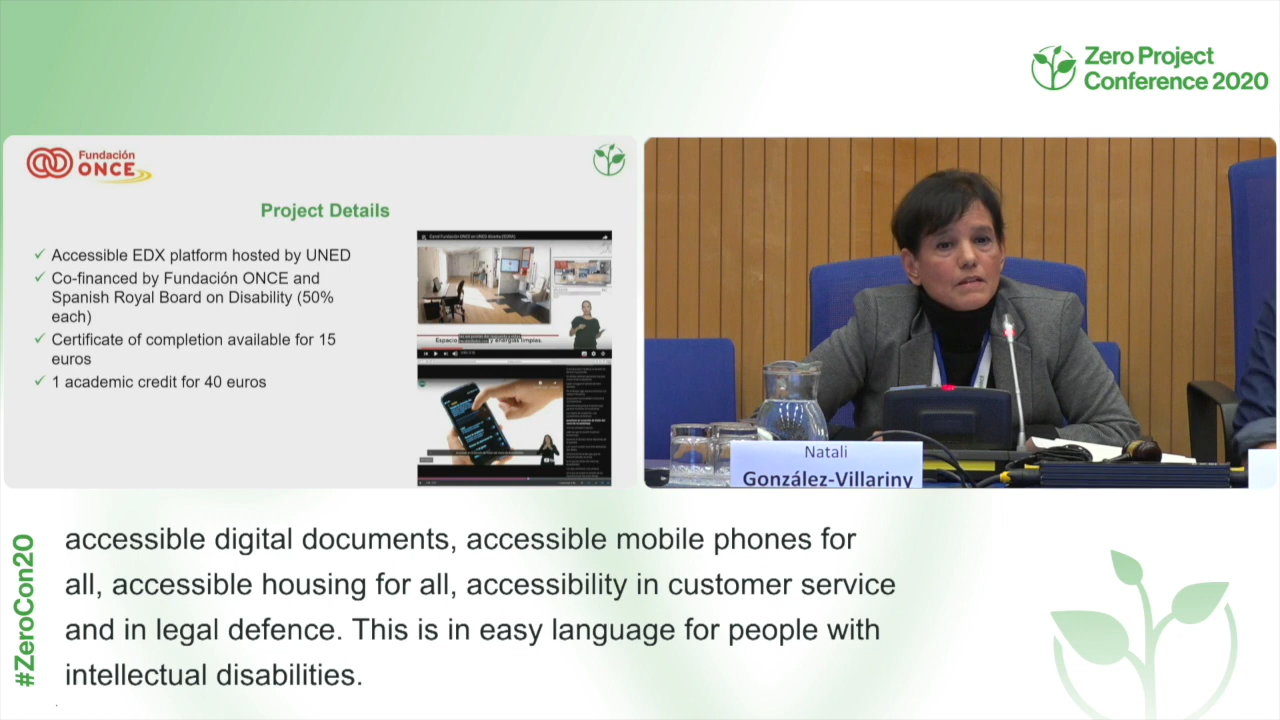 Zero Project
Conference 2020
Fundación
ONCE
Project Details
✓ Accessible EDX platform hosted by UNED
✓ Co-financed by Fundación ONCE and
Spanish Royal Board on Disability (50%
each)
✓ Certificate of completion available for 15
euros
✓ 1 academic credit for 40 euros
Natali
González-Villariny
#ZeroCon20
accessible digital documents, accessible mobile phones for
all, accessible housing for all, accessibility in customer service
and in legal defence. This is in easy language for people with
intellectual disabilities.